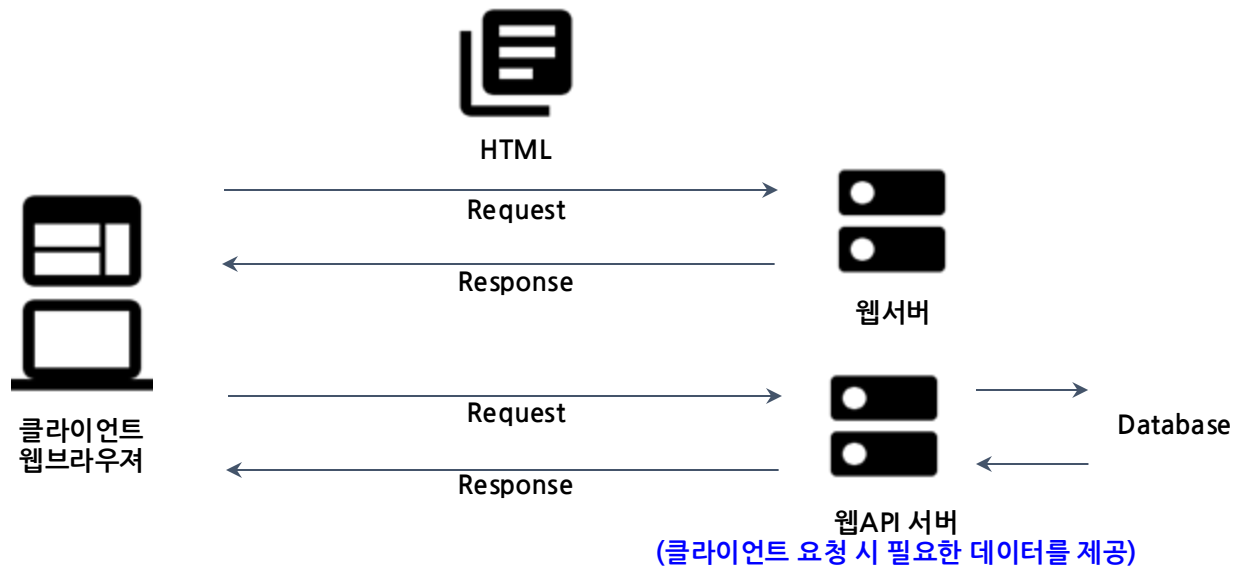 HTML
Request
Response
웹서버
Request
Response
클라이언트
웹브라우져
Database
웹API 서버
(클라이언트 요청 시 필요한 데이터를 제공)